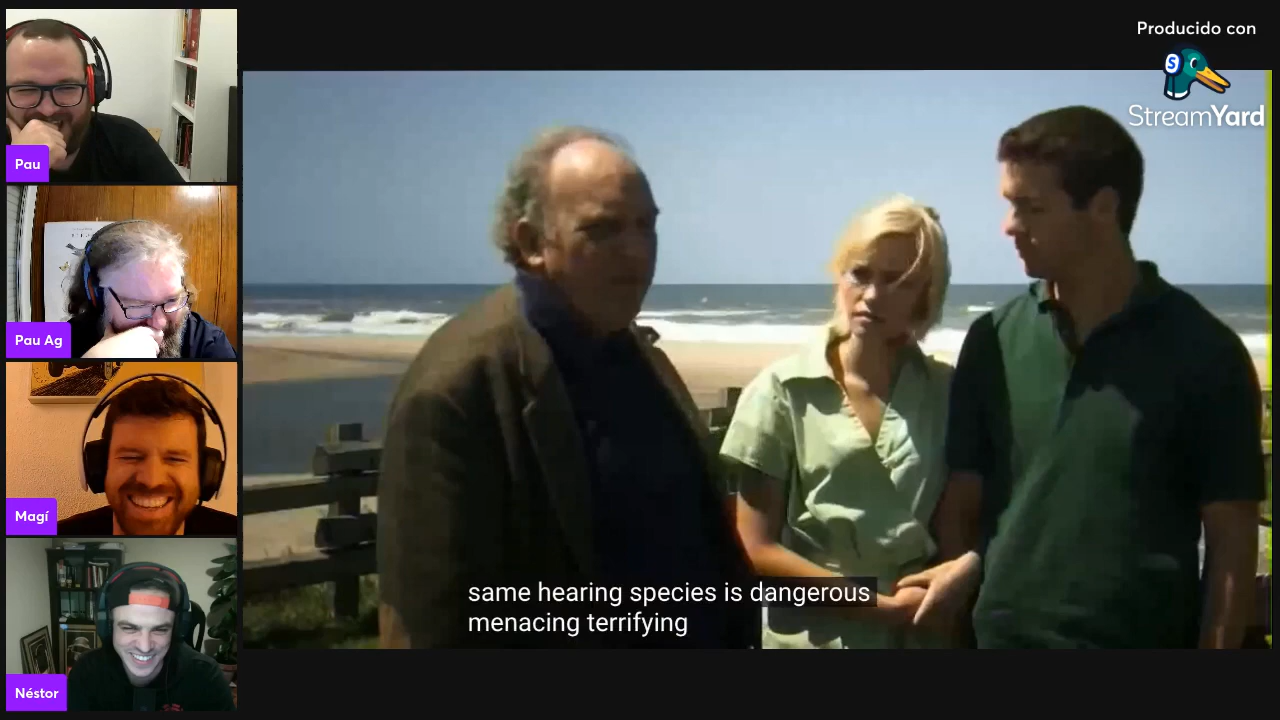 Producido con
StreamYard
Pau
Pau Ag
Magí
Néstor
same hearing species is dangerous
menacing terrifying